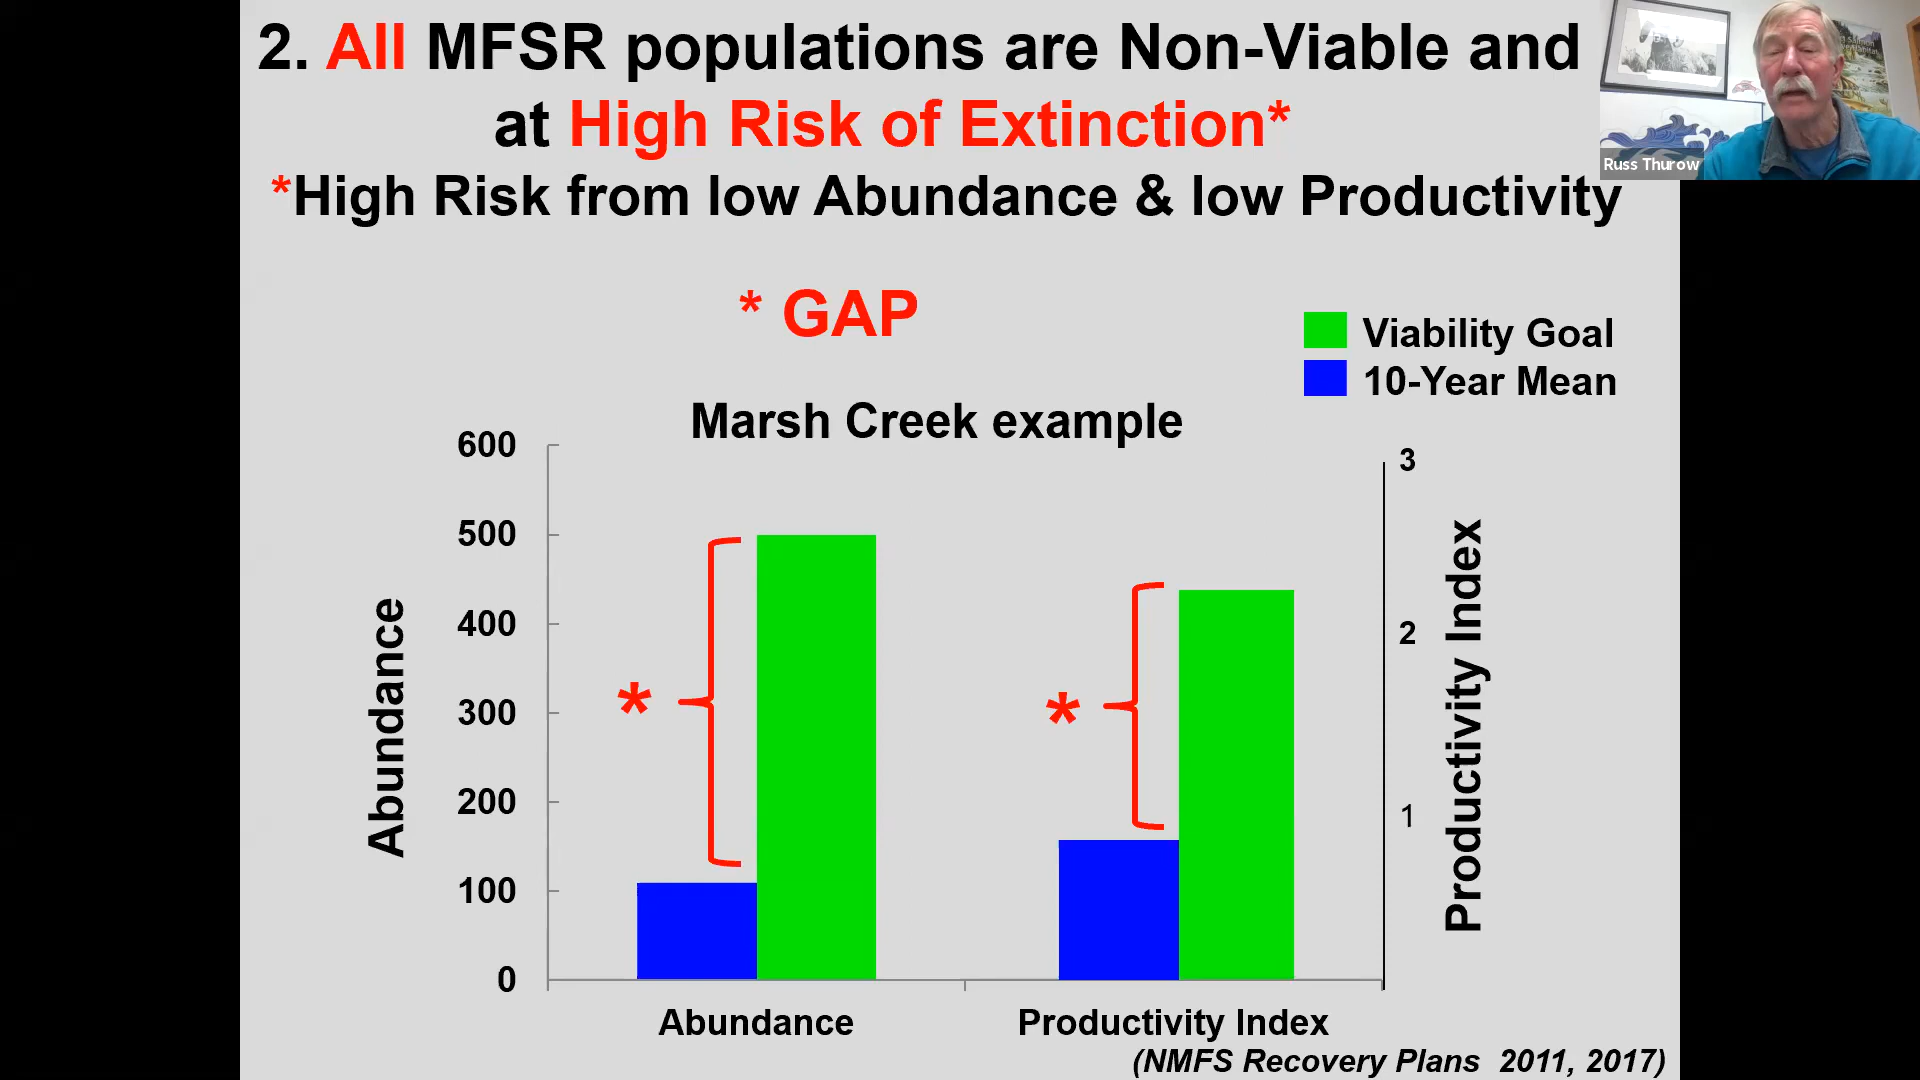 2. All MFSR populations are Non-Viable and
at High Risk of Extinction*
*High Risk from low Abundance & low Productivity
Russ Thurow
* GAP
Viability Goal
10-Year Mean
Marsh Creek example
600
500
400
300
200
100
0
Abundance
*
*
3
2
1
Productivity Index
Abundance
Productivity Index
(NMFS Recovery Plans 2011, 2017)